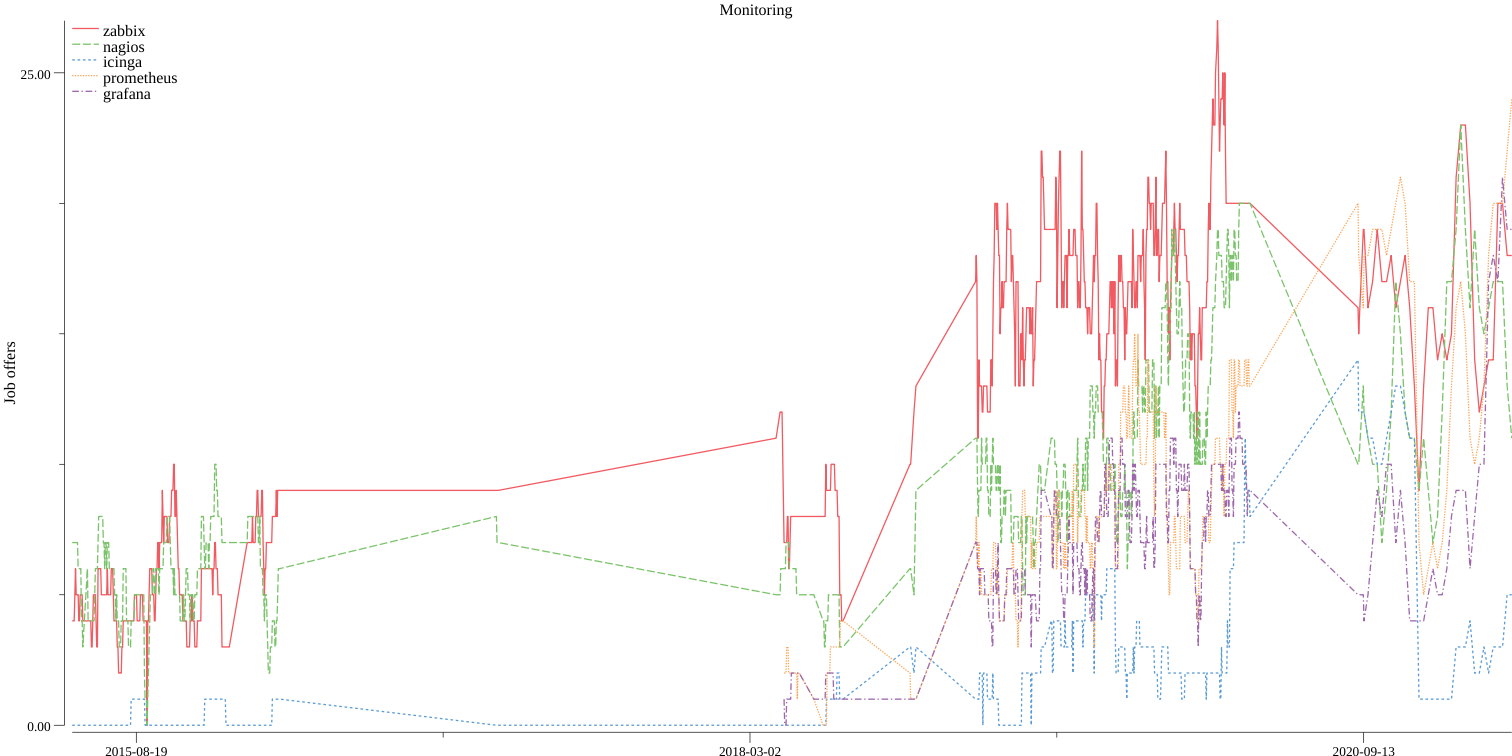 Monitoring
zabbix
nagios
icinga
prometheus
grafana
25.00
Job offers
0.00
2015-08-19
2018-03-02
2020-09-13